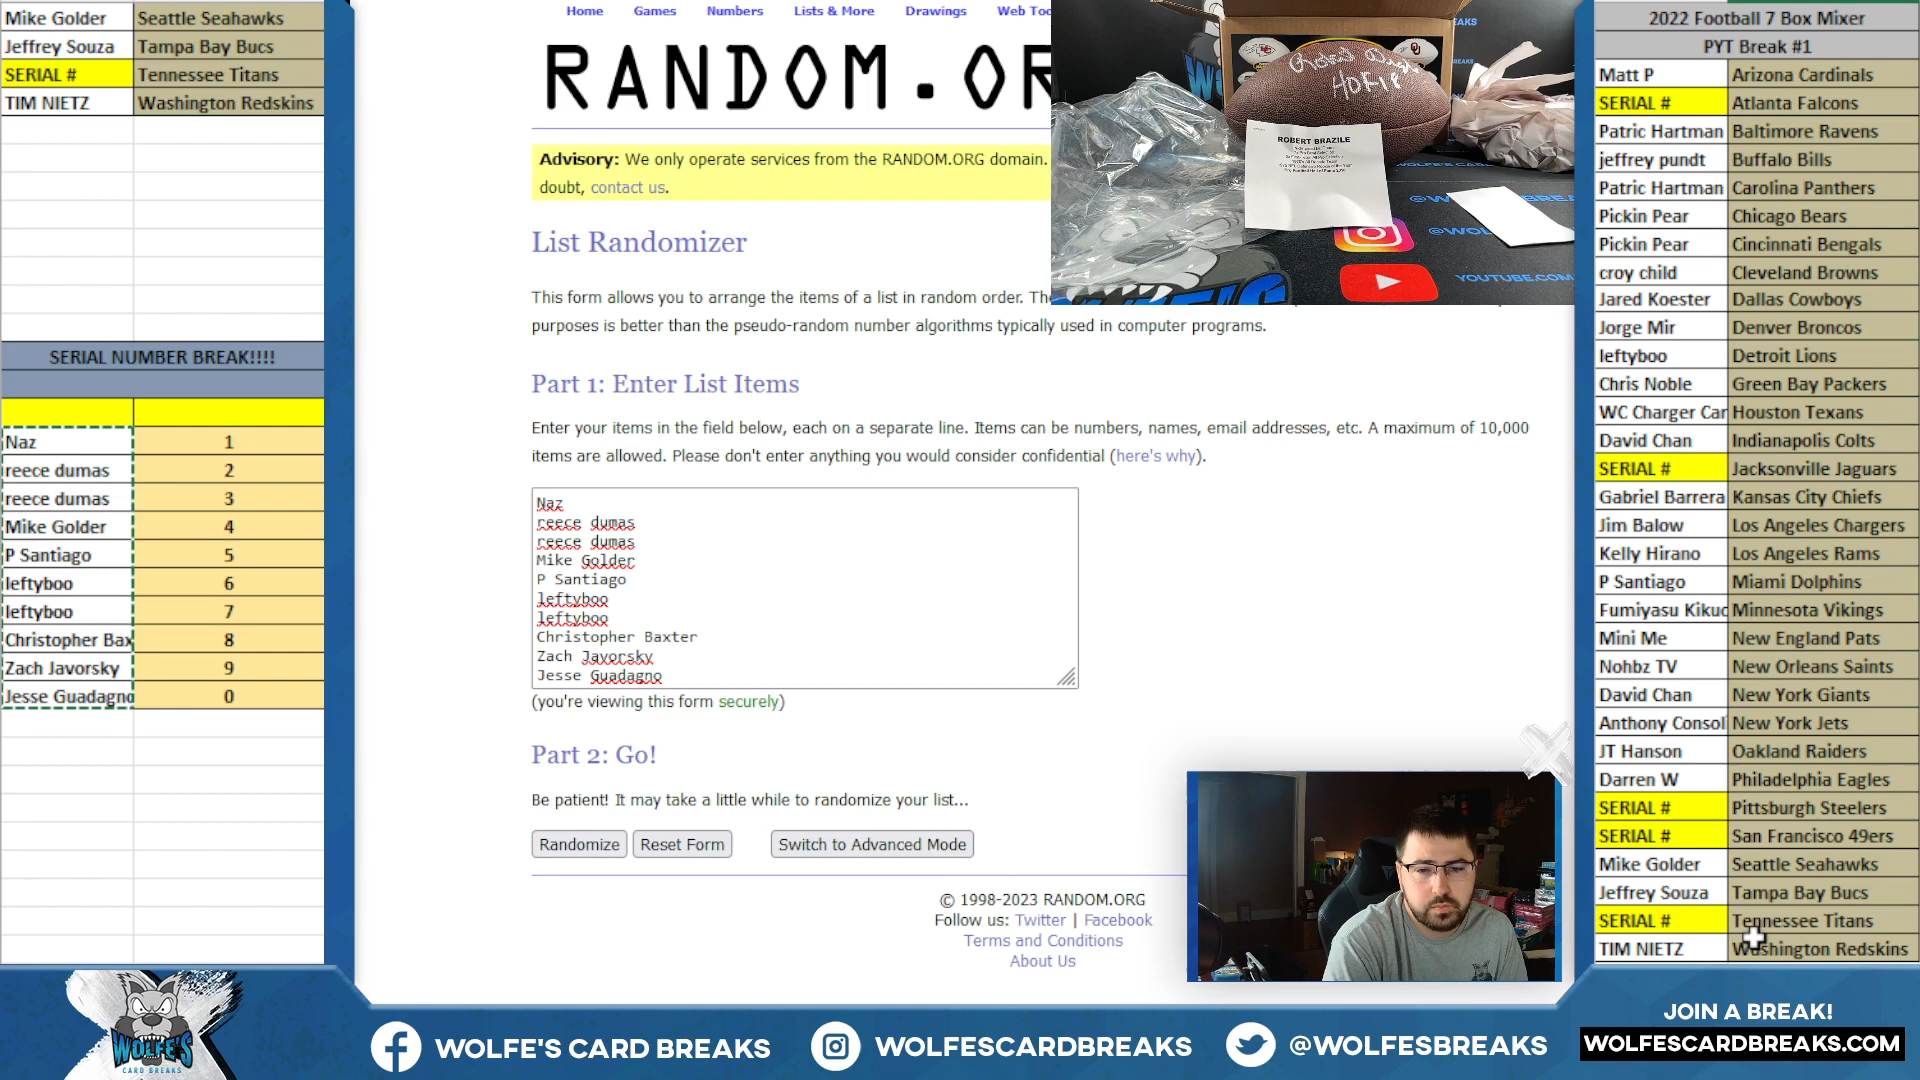 Mike Golder Seattle Seahawks
Jeffrey Souza Tampa Bay Bucs
SERIAL # Tennessee Titans
TIM NIETZ Washington Redskins
SERIAL NUMBER BREAK!!!!
Naz 1
reece dumas 2
reece dumas 3
Mike Golder 4
P Santiago 5
leftyboo 6
leftyboo 7
Christopher Bax 8
Zach Javorsky 9
Jesse Guadagno 0
Home Games Numbers Lists & More Drawings Web Too
RANDOM.OR
Advisory: We only operate services from the RANDOM.ORG domain.
doubt, contact us.
List Randomizer
This form allows you to arrange the items of a list in random order. Th
purposes is better than the pseudo-random number algorithms typically used in computer programs.
Part 1: Enter List Items
Enter your items in the field below, each on a separate line. Items can be numbers, names, email addresses, etc. A maximum of 10,000
items are allowed. Please don't enter anything you would consider confidential (here's why).
Naz
reece dumas
reece dumas
Mike Golder
P Santiago
leftyboo
leftyboo
Christopher Baxter
Zach Javorsky
Jesse Guadagno
(you're viewing this form securely)
Part 2: Go!
Be patient! It may take a little while to randomize your list...
Randomize Reset Form Switch to Advanced Mode
© 1998-2023 RANDOM.ORG
Follow us: Twitter | Facebook
Terms and Conditions
About Us
HOF18
ROBERT BRAZILE
YOUTUBE.COM
2022 Football 7 Box Mixer
PYT Break #1
Matt P Arizona Cardinals
SERIAL # Atlanta Falcons
Patric Hartman Baltimore Ravens
jeffrey pundt Buffalo Bills
Patric Hartman Carolina Panthers
Pickin Pear Chicago Bears
Pickin Pear Cincinnati Bengals
croy child Cleveland Browns
Jared Koester Dallas Cowboys
Jorge Mir Denver Broncos
leftyboo Detroit Lions
Chris Noble Green Bay Packers
WC Charger Car Houston Texans
David Chan Indianapolis Colts
SERIAL # Jacksonville Jaguars
Gabriel Barrera Kansas City Chiefs
Jim Balow Los Angeles Chargers
Kelly Hirano Los Angeles Rams
P Santiago Miami Dolphins
Fumiyasu Kikuc Minnesota Vikings
Mini Me New England Pats
Nohbz TV New Orleans Saints
David Chan New York Giants
Anthony Consol New York Jets
JT Hanson Oakland Raiders
Darren W Philadelphia Eagles
SERIAL # Pittsburgh Steelers
SERIAL # San Francisco 49ers
Mike Golder Seattle Seahawks
Jeffrey Souza Tampa Bay Bucs
SERIAL # Tennessee Titans
TIM NIETZ Washington Redskins
WOLFE'S
CARD BREAKS
WOLFE'S CARD BREAKS
WOLFESCARDBREAKS
@WOLFESBREAKS
JOIN A BREAK!
WOLFESCARDBREAKS.COM